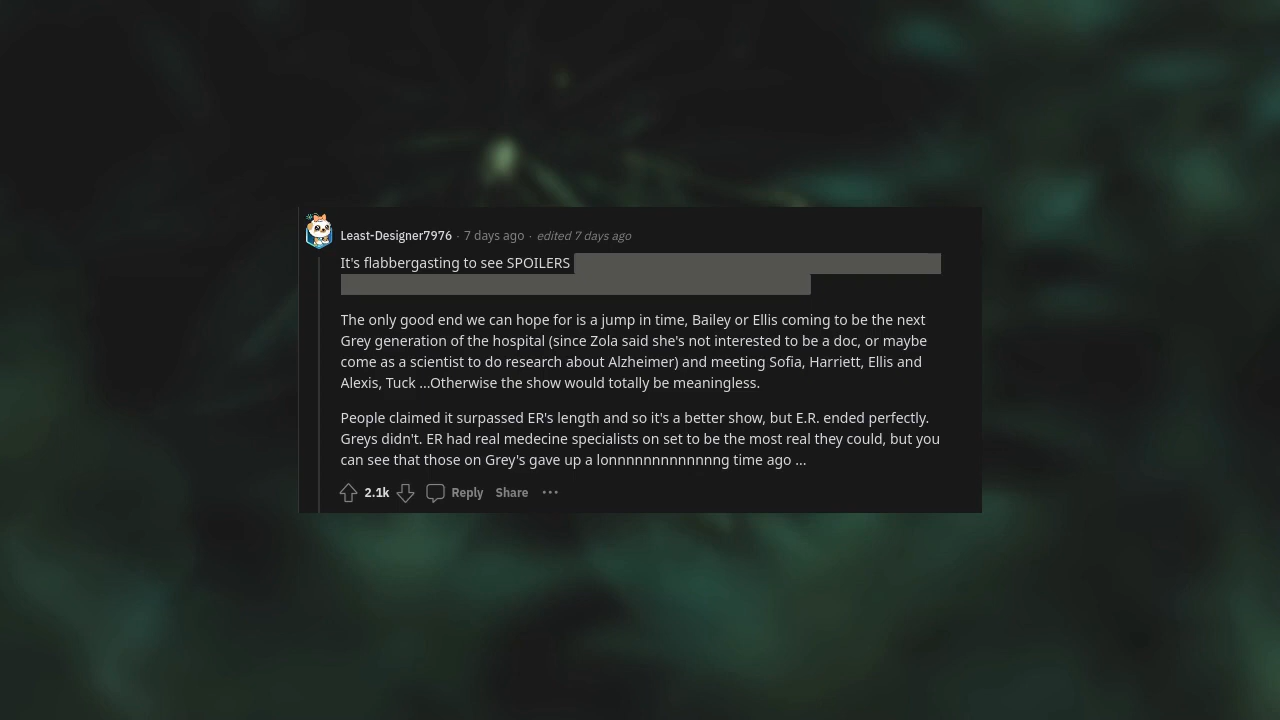 Least-Designer7976 · 7 days ago · edited 7 days ago
It's flabbergasting to see SPOILERS
The only good end we can hope for is a jump in time, Bailey or Ellis coming to be the next
Grey generation of the hospital (since Zola said she's not interested to be a doc, or maybe
come as a scientist to do research about Alzheimer) and meeting Sofia, Harriett, Ellis and
Alexis, Tuck ...Otherwise the show would totally be meaningless.
People claimed it surpassed ER's length and so it's a better show, but E.R. ended perfectly.
Greys didn't. ER had real medecine specialists on set to be the most real they could, but you
can see that those on Grey's gave up a lonnnnnnnnnnnng time ago ...
2.1k Reply Share